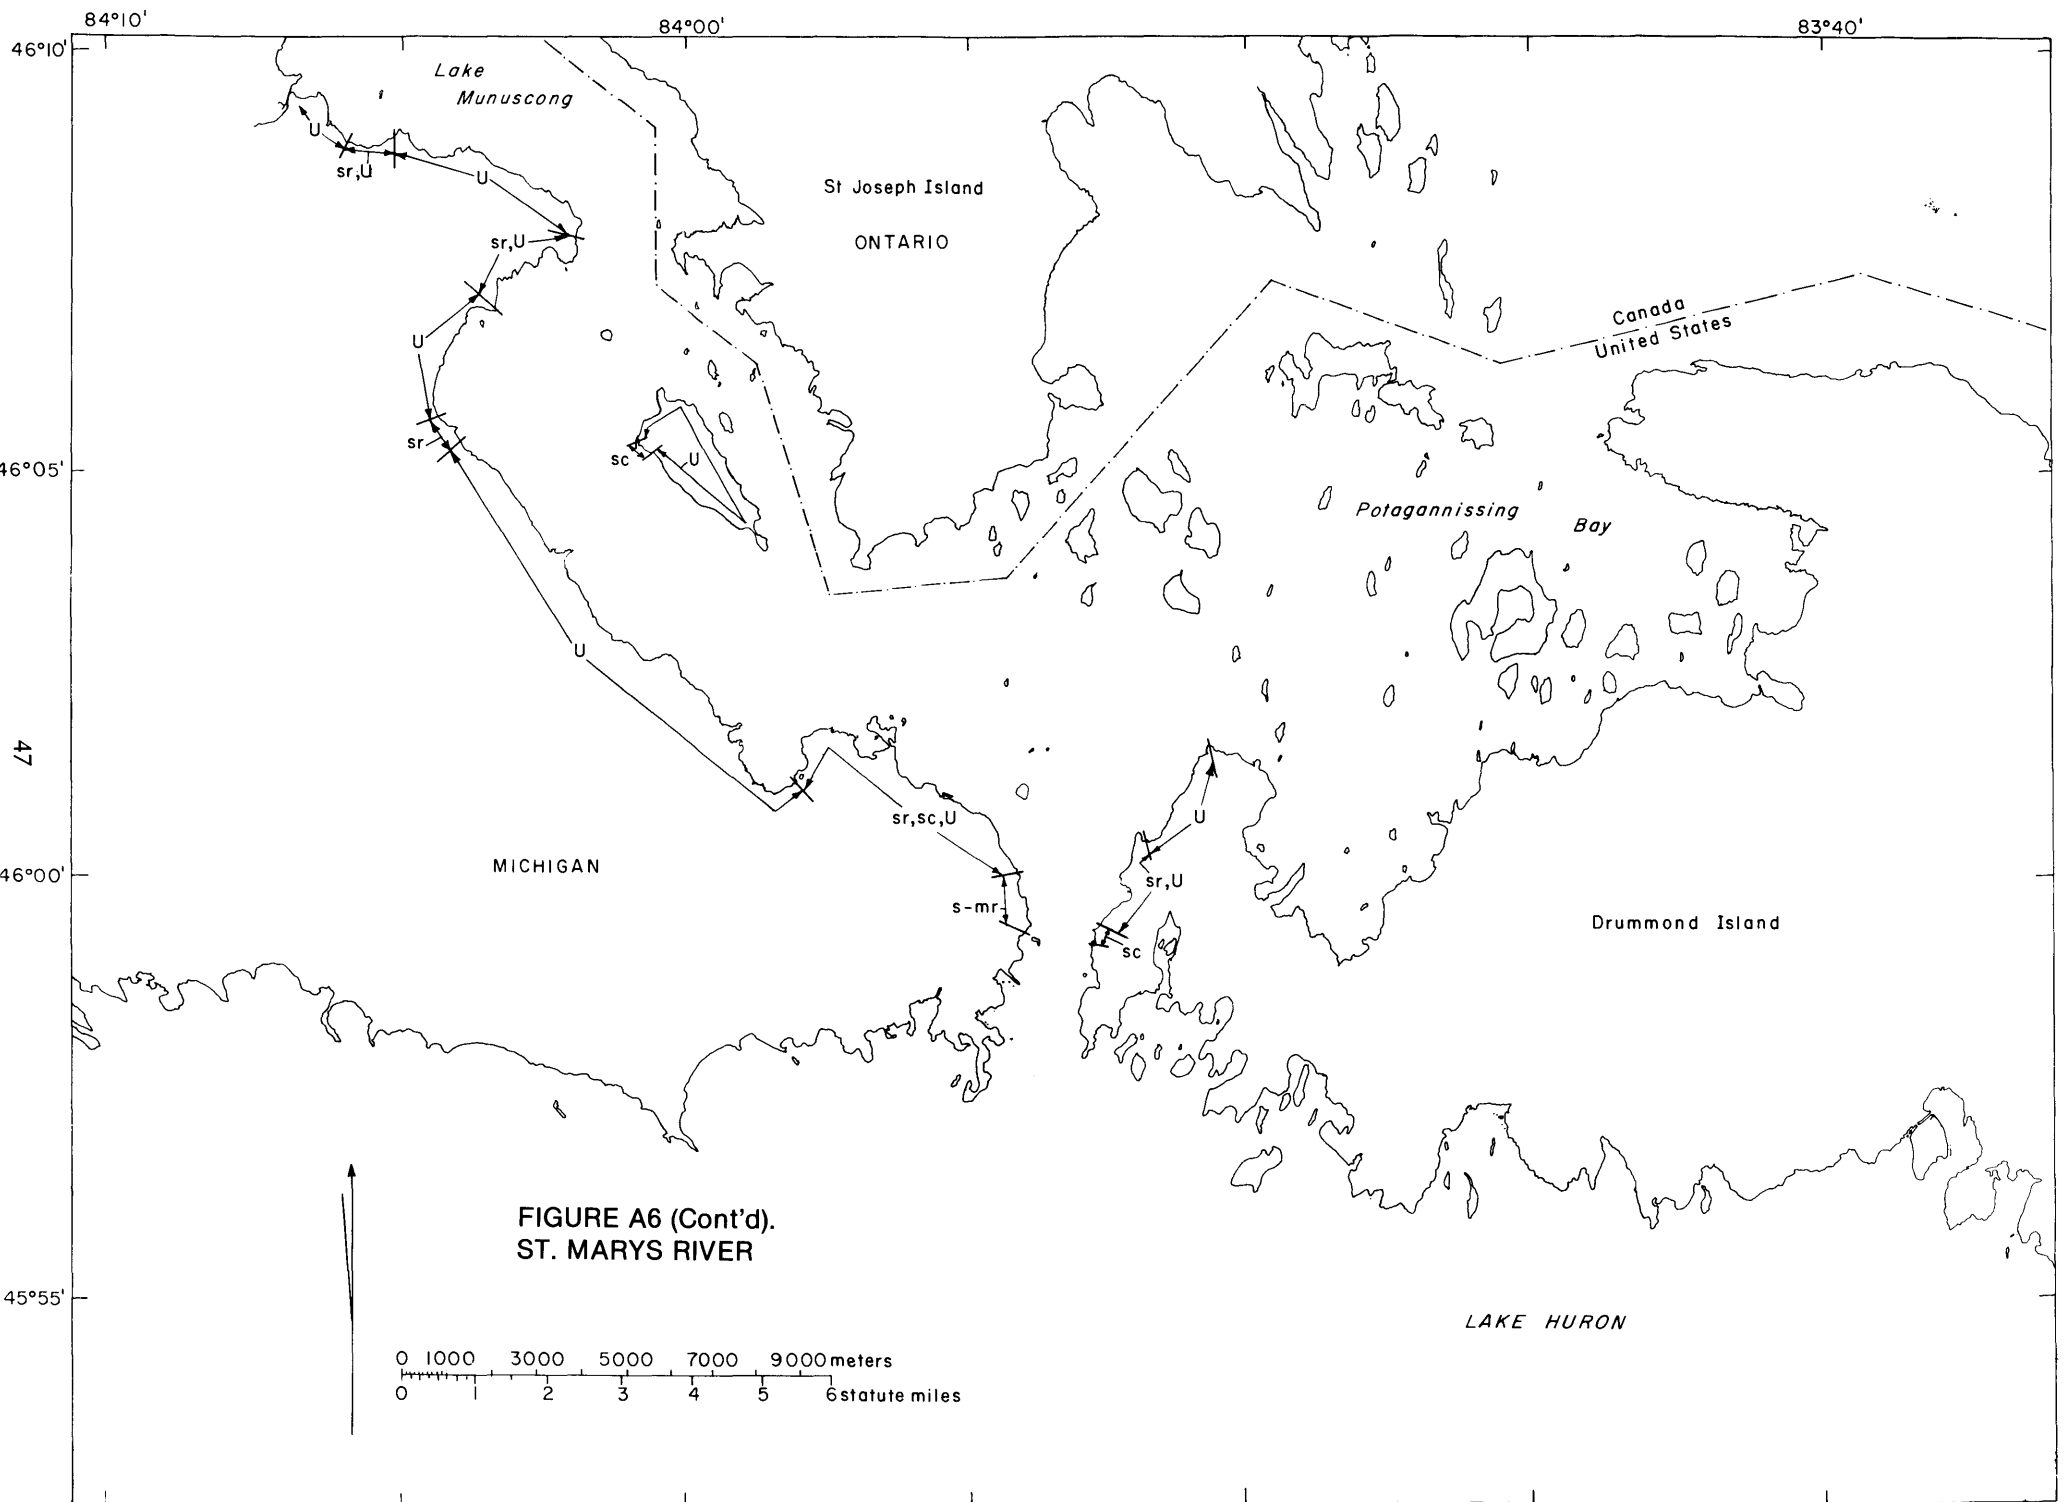 84°10'
84°00'
83°40'
46°10'
Lake
Munuscong
U
sr,U
U
St Joseph Island
ONTARIO
sr,U
Canada
United States
U
sr
sc
U
46°05'
Potagannissing
Bay
U
47
sr,sc,U
U
MICHIGAN
46°00'
sr,U
s-mr
Drummond Island
sc
FIGURE A6 (Cont'd).
ST. MARYS RIVER
45°55'
LAKE HURON
0 1000 3000 5000 7000 9000 meters
0 1 2 3 4 5 6 statute miles